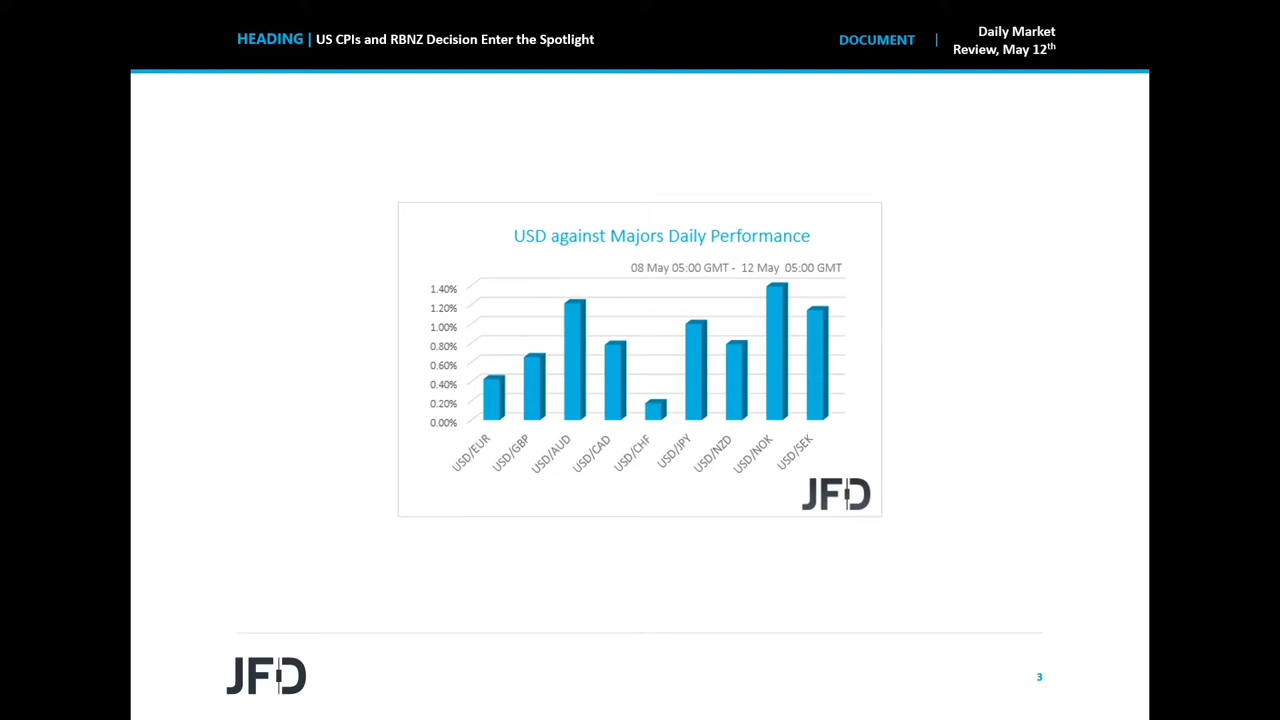 HEADING | US CPIs and RBNZ Decision Enter the Spotlight
DOCUMENT |
Daily Market
Review, May 12th
USD against Majors Daily Performance
08 May 05:00 GMT - 12 May 05:00 GMT
1.40%
1.20%
1.00%
0.80%
0.60%
0.40%
0.20%
0.00%
USD/EUR
USD/GBP
USD/AUD
USD/CAD
USD/CHF
USD/JPY
USD/NZD
USD/NOK
USD/SEK
JFD
JFD
3